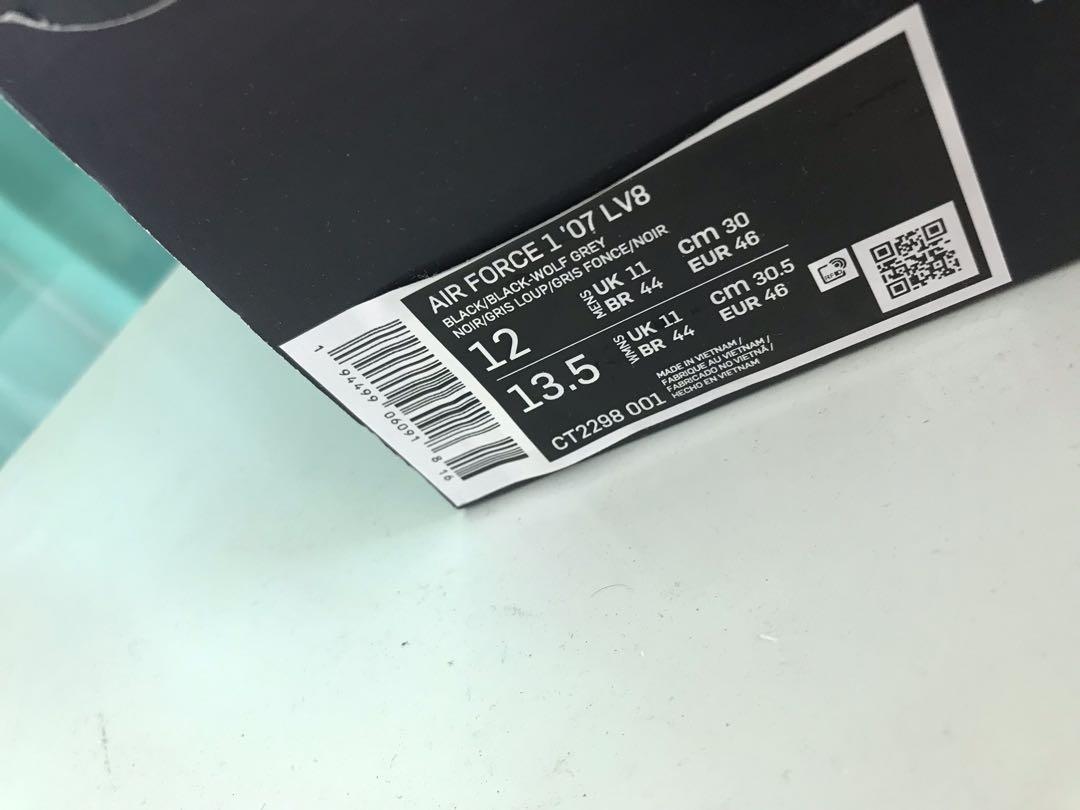 AIR FORCE 1 '07 LV8
BLACK/BLACK-WOLF GREY
NOIR/GRIS LOUP/GRIS FONCE/NOIR
12
MENS
UK 11
BR 44
cm 30
EUR 46
13.5
WMNS
UK 11
BR 44
cm 30.5
EUR 46
CT2298 001
MADE IN VIETNAM /
FABRIQUE AU VIETNAM /
FABRICADO NO VIETNÃ /
HECHO EN VIETNAM
1 94499 06091 8 16